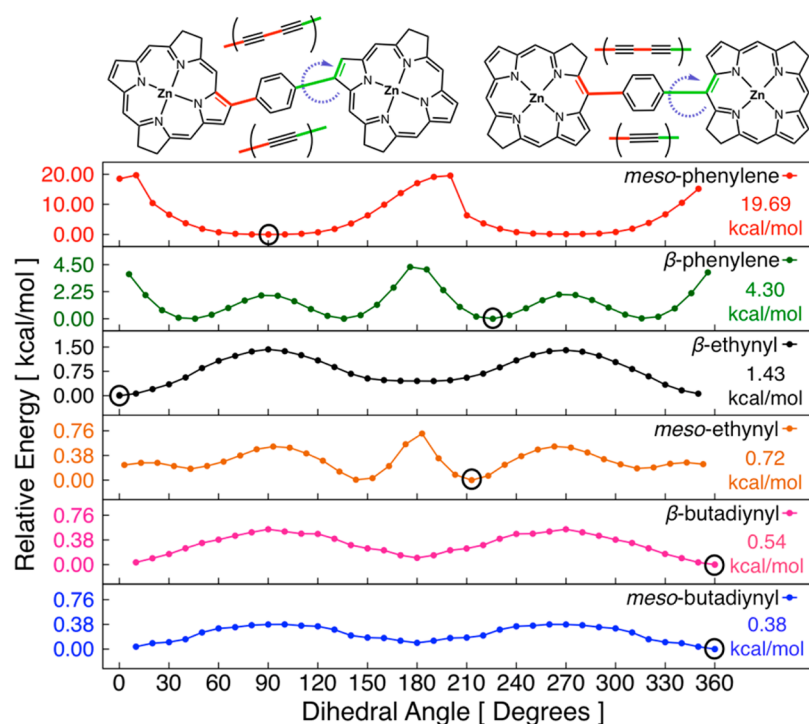 N N Zn N N
N N Zn N N
N N Zn N N
N N Zn N N
20.00
10.00
0.00
meso-phenylene
19.69
kcal/mol
4.50
2.25
0.00
β-phenylene
4.30
kcal/mol
1.50
0.75
0.00
β-ethynyl
1.43
kcal/mol
0.76
0.38
0.00
meso-ethynyl
0.72
kcal/mol
0.76
0.38
0.00
β-butadiynyl
0.54
kcal/mol
0.76
0.38
0.00
meso-butadiynyl
0.38
kcal/mol
Relative Energy [ kcal/mol]
0 30 60 90 120 150 180 210 240 270 300 330 360
Dihedral Angle [ Degrees ]